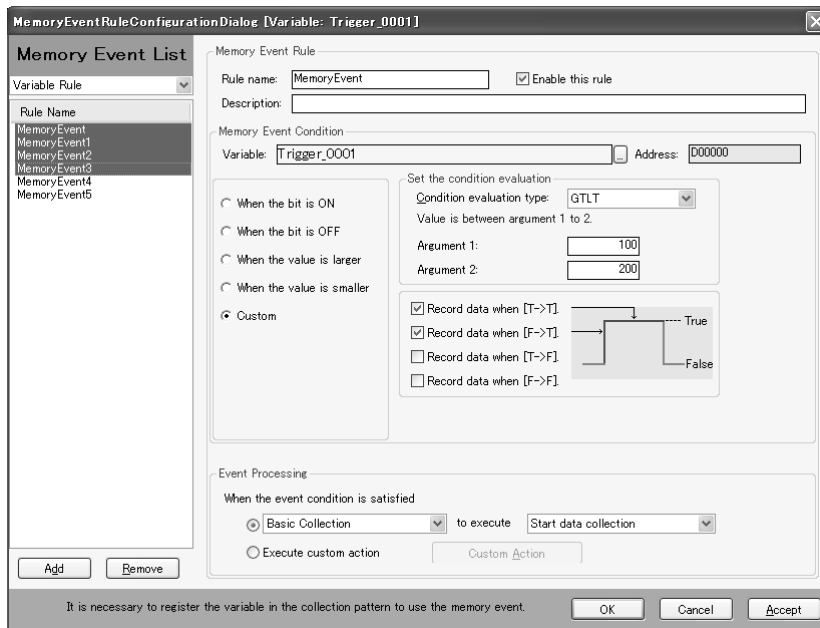 MemoryEventRuleConfigurationDialog [Variable: Trigger_0001]
Memory Event List
Variable Rule
Rule Name
MemoryEvent
MemoryEvent1
MemoryEvent2
MemoryEvent3
MemoryEvent4
MemoryEvent5
Add
Remove
Memory Event Rule
Rule name: MemoryEvent Enable this rule
Description:
Memory Event Condition
Variable: Trigger_0001 ... Address: D00000
When the bit is ON
When the bit is OFF
When the value is larger
When the value is smaller
Custom
Set the condition evaluation
Condition evaluation type: GTLT
Value is between argument 1 to 2.
Argument 1: 100
Argument 2: 200
Record data when [T->T].
Record data when [F->T].
Record data when [T->F].
Record data when [F->F].
True
False
Event Processing
When the event condition is satisfied
Basic Collection to execute Start data collection
Execute custom action Custom Action
It is necessary to register the variable in the collection pattern to use the memory event.
OK Cancel Accept